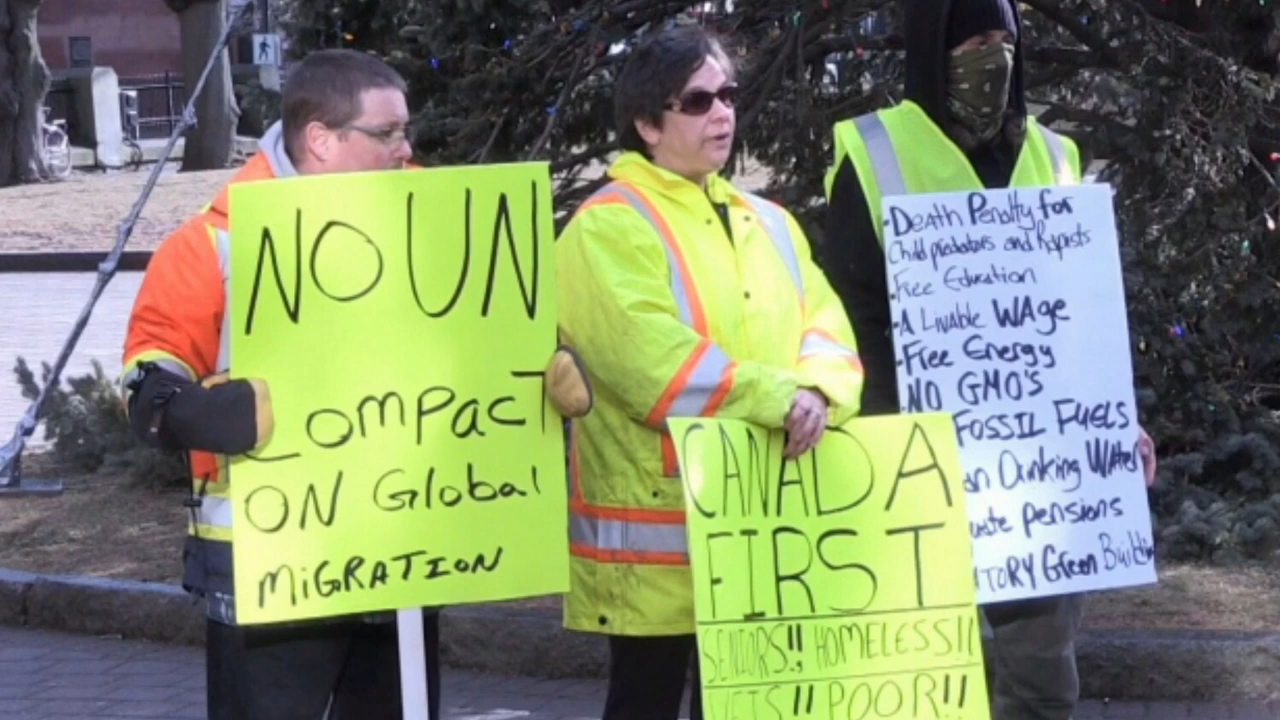 NO UN
compacT
ON Global
MiGRATION
CANADA
FIRST
SENIORS!! HOMELESS!!
VETS!! POOR!!
-Death Penalty for
Child predators and Rapists
-Free Education
-A Livable WAge
-Free Energy
-NO GMO'S
FOSSIL FUELS
Drinking WAter
pensions
Green